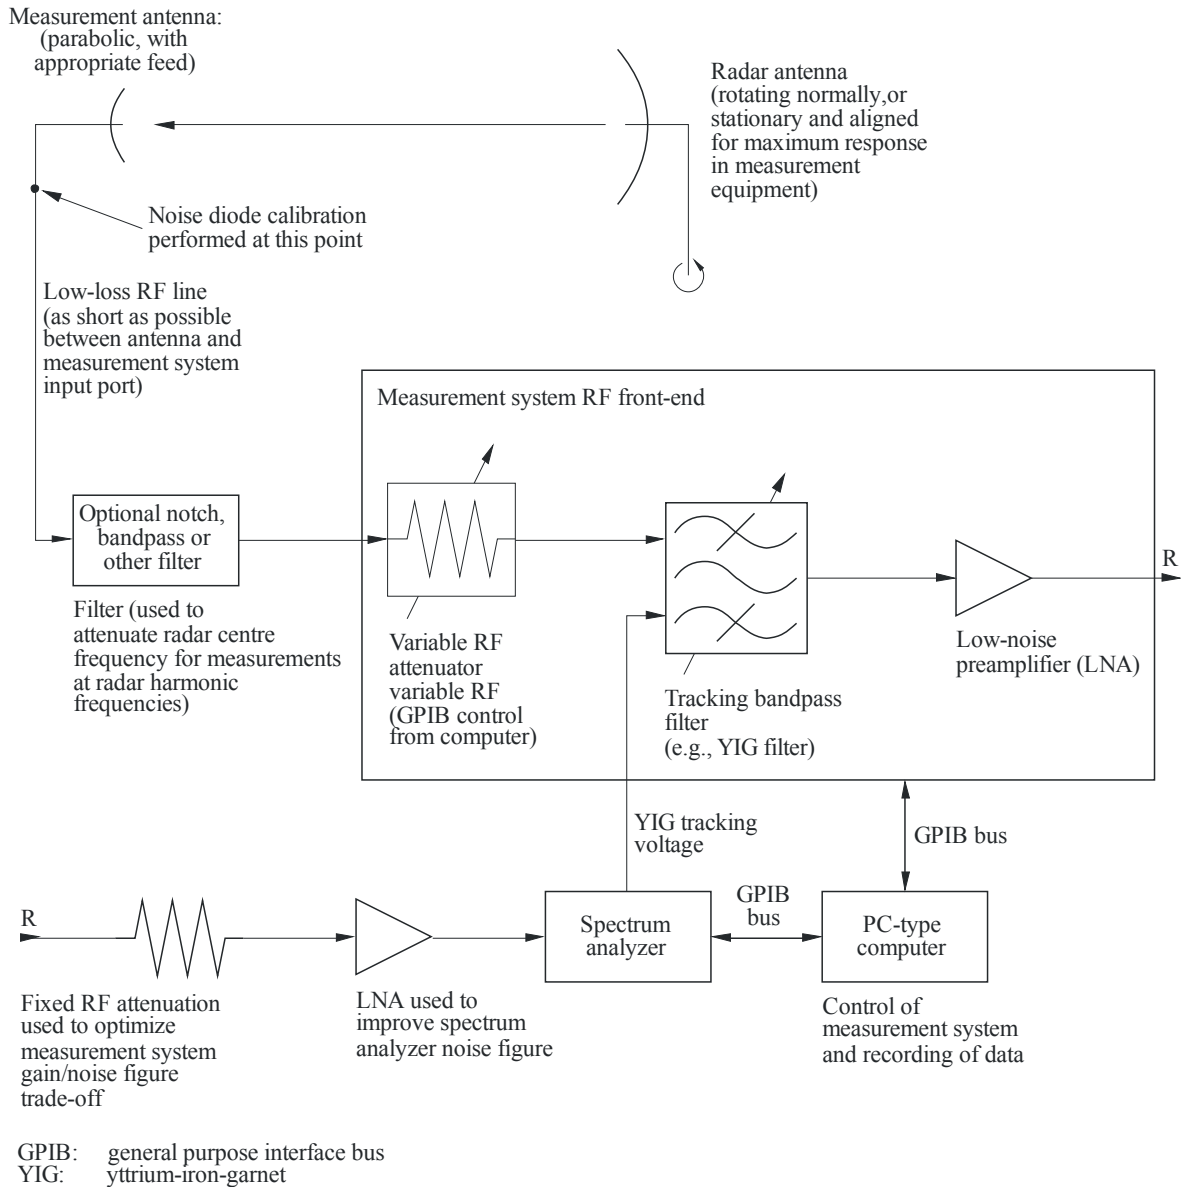 Measurement antenna:
(parabolic, with
appropriate feed)
Radar antenna
(rotating normally,or
stationary and aligned
for maximum response
in measurement
equipment)
Noise diode calibration
performed at this point
Low-loss RF line
(as short as possible
between antenna and
measurement system
input port)
Measurement system RF front-end
Optional notch,
bandpass or
other filter
Filter (used to
attenuate radar centre
frequency for measurements
at radar harmonic
frequencies)
Variable RF
attenuator
variable RF
(GPIB control
from computer)
Tracking bandpass
filter
(e.g., YIG filter)
Low-noise
preamplifier (LNA)
R
YIG tracking
voltage
GPIB bus
R
Fixed RF attenuation
used to optimize
measurement system
gain/noise figure
trade-off
LNA used to
improve spectrum
analyzer noise figure
Spectrum
analyzer
GPIB
bus
PC-type
computer
Control of
measurement system
and recording of data
GPIB: general purpose interface bus
YIG: yttrium-iron-garnet